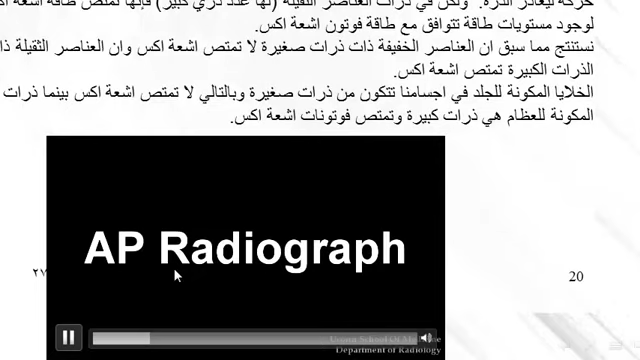 حركة ليغادر الذرة. ولكن في ذرات العناصر الثقيلة (لها عدد ذري كبير) فإنها تمتص طاقة اشعة
لوجود مستويات طاقة تتوافق مع طاقة فوتون اشعة اكس.
نستنتج مما سبق ان العناصر الخفيفة ذات ذرات صغيرة لا تمتص اشعة اكس وان العناصر الثقيلة
الذرات الكبيرة تمتص اشعة اكس.
الخلايا المكونة للجلد في اجسامنا تتكون من ذرات صغيرة وبالتالي لا تمتص اشعة اكس بينما ذرات
المكونة للعظام هي ذرات كبيرة وتمتص فوتونات اشعة اكس.
AP Radiograph
٢٧
20
School Of
Department of Radiology